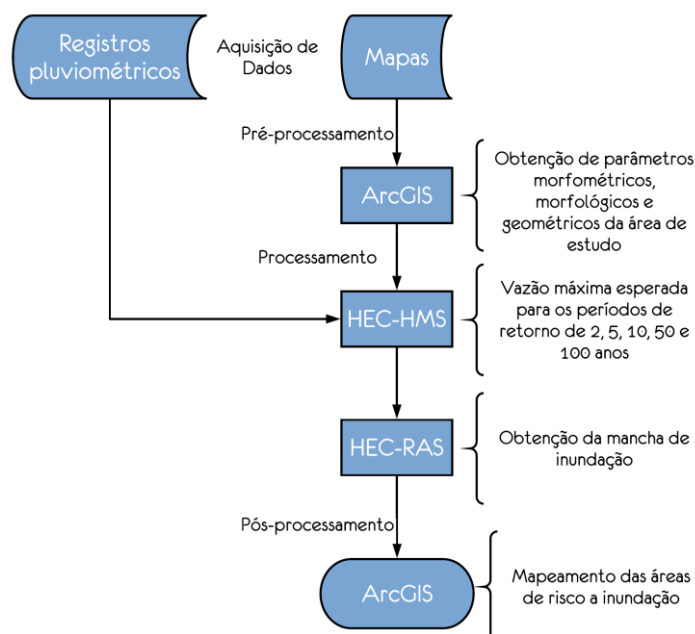 Registros
pluviométricos
Aquisição de
Dados
Mapas
Pré-processamento
ArcGIS
Obtenção de parâmetros
morfométricos,
morfológicos e
geométricos da área de
estudo
Processamento
HEC-HMS
Vazão máxima esperada
para os períodos de
retorno de 2, 5, 10, 50 e
100 anos
HEC-RAS
Obtenção da mancha de
inundação
Pós-processamento
ArcGIS
Mapeamento das áreas
de risco a inundação